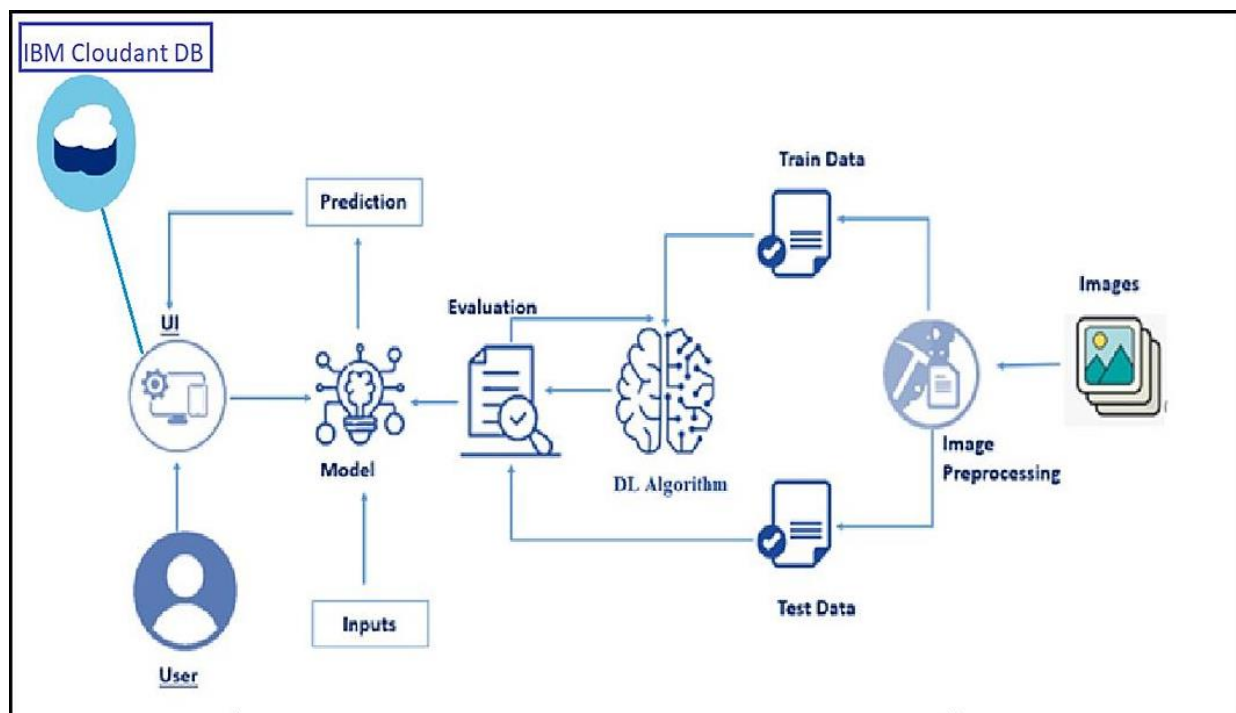 IBM Cloudant DB
Train Data
Prediction
Images
Evaluation
UI
Image
Preprocessing
Model
DL Algorithm
Test Data
Inputs
User